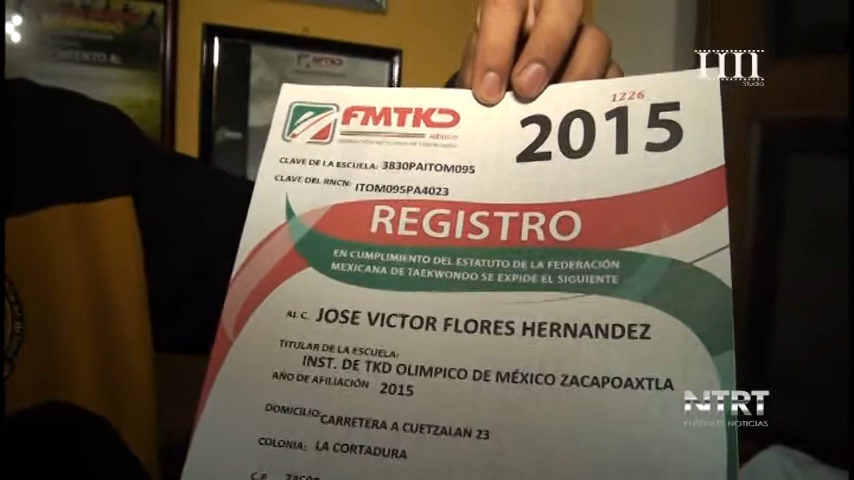 1226
FMTKD
MÉXICO
2015
CLAVE DE LA ESCUELA: 3830PAITOM095
CLAVE DEL RNCN: ITOM095PA4023
REGISTRO
EN CUMPLIMIENTO DEL ESTATUTO DE LA FEDERACIÓN
MEXICANA DE TAEKWONDO SE EXPIDE EL SIGUIENTE
AL C. JOSE VICTOR FLORES HERNANDEZ
TITULAR DE LA ESCUELA:
INST. DE TKD OLIMPICO DE MÉXICO ZACAPOAXTLA
AÑO DE AFILIACIÓN 2015
DOMICILIO: CARRETERA A CUETZALAN 23
COLONIA: LA CORTADURA
C.P.
Studio
NTRT
NOTICIAS